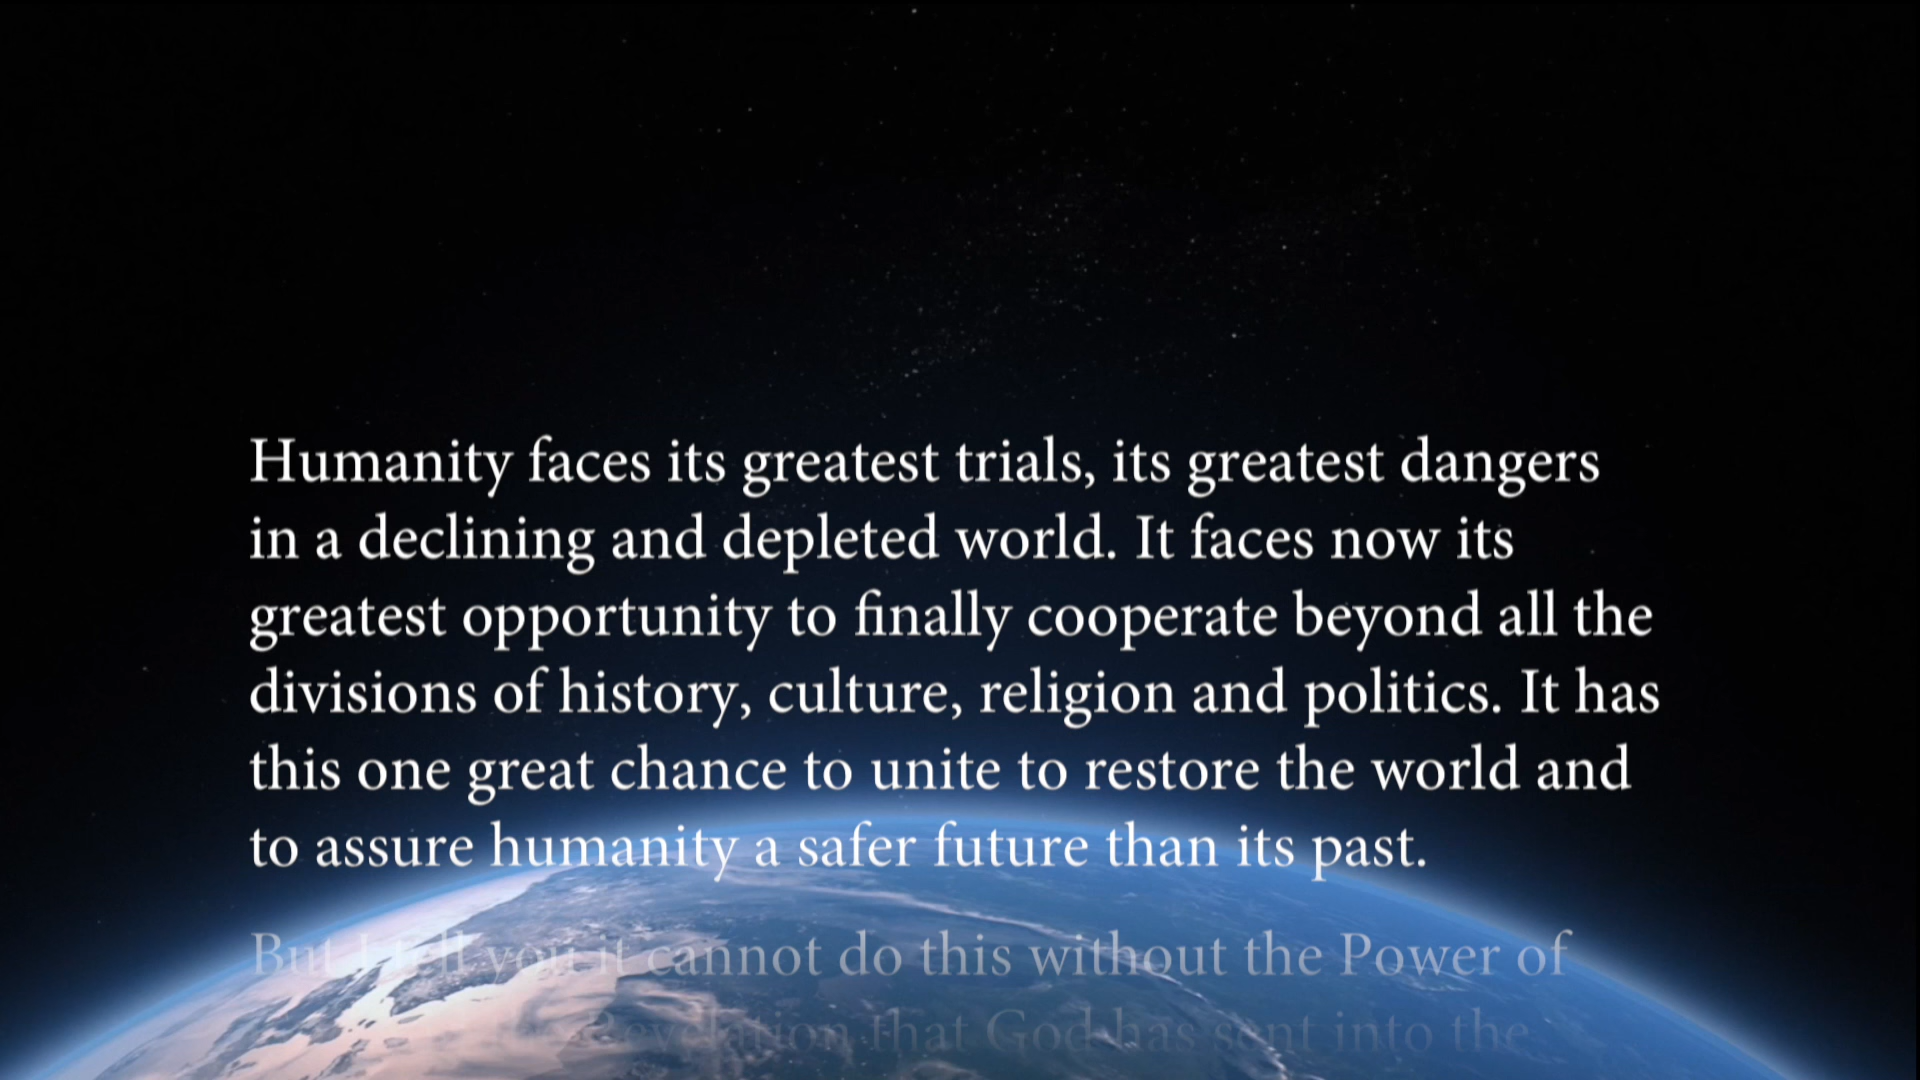 Humanity faces its greatest trials, its greatest dangers
in a declining and depleted world. It faces now its
greatest opportunity to finally cooperate beyond all the
divisions of history, culture, religion and politics. It has
this one great chance to unite to restore the world and
to assure humanity a safer future than its past.
But I tell you it cannot do this without the Power of
Revelation that God has sent into the